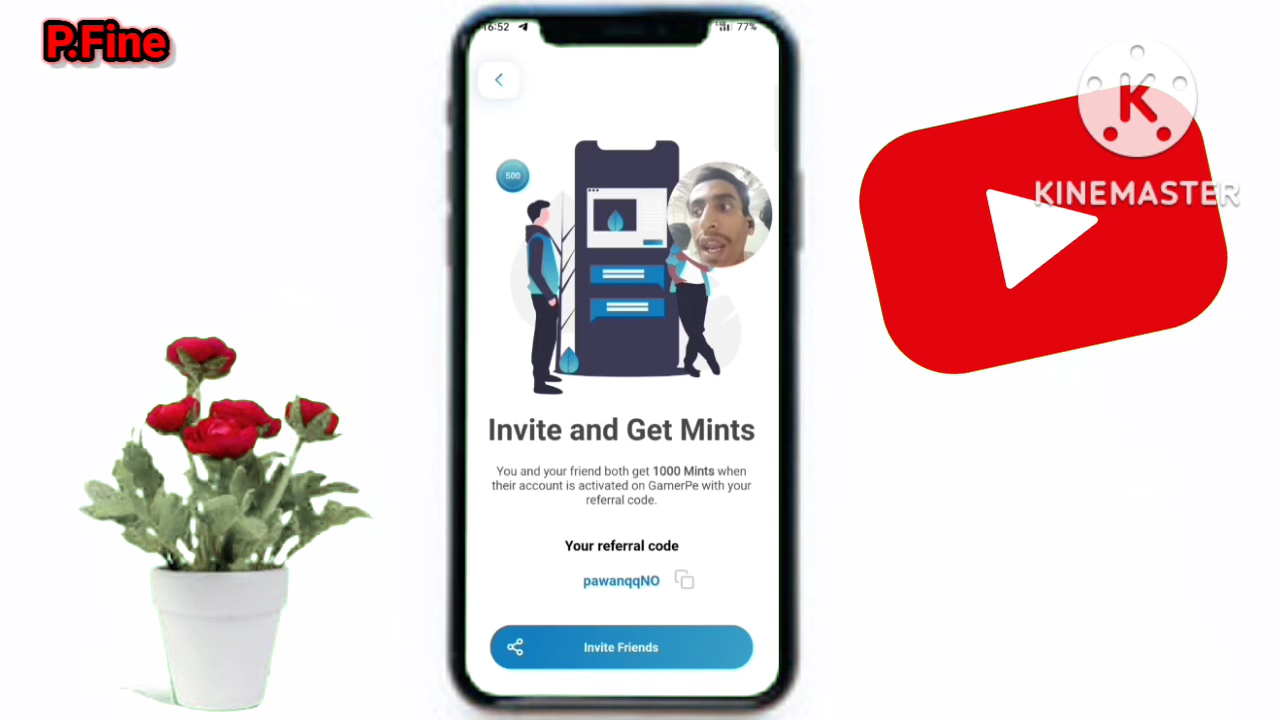 P.Fine
16:52
77%
500
Invite and Get Mints
You and your friend both get 1000 Mints when
their account is activated on GamerPe with your
referral code.
Your referral code
pawanqqNO
Invite Friends
K
KINEMASTER